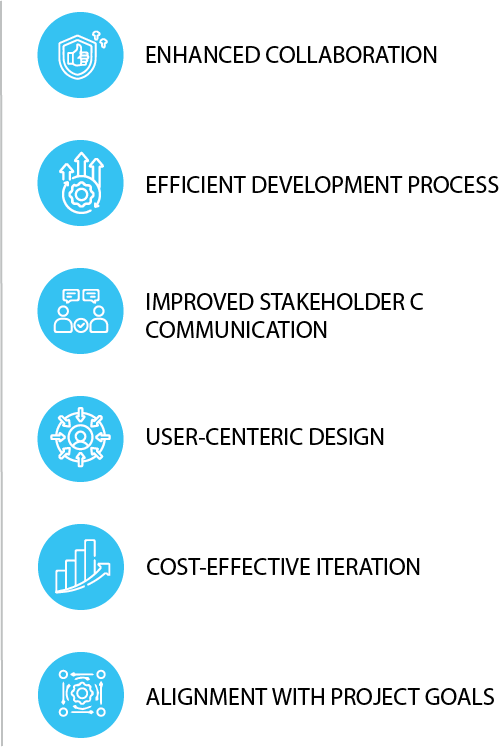 ENHANCED COLLABORATION
EFFICIENT DEVELOPMENT PROCESS
IMPROVED STAKEHOLDER C
COMMUNICATION
USER-CENTERIC DESIGN
COST-EFFECTIVE ITERATION
ALIGNMENT WITH PROJECT GOALS